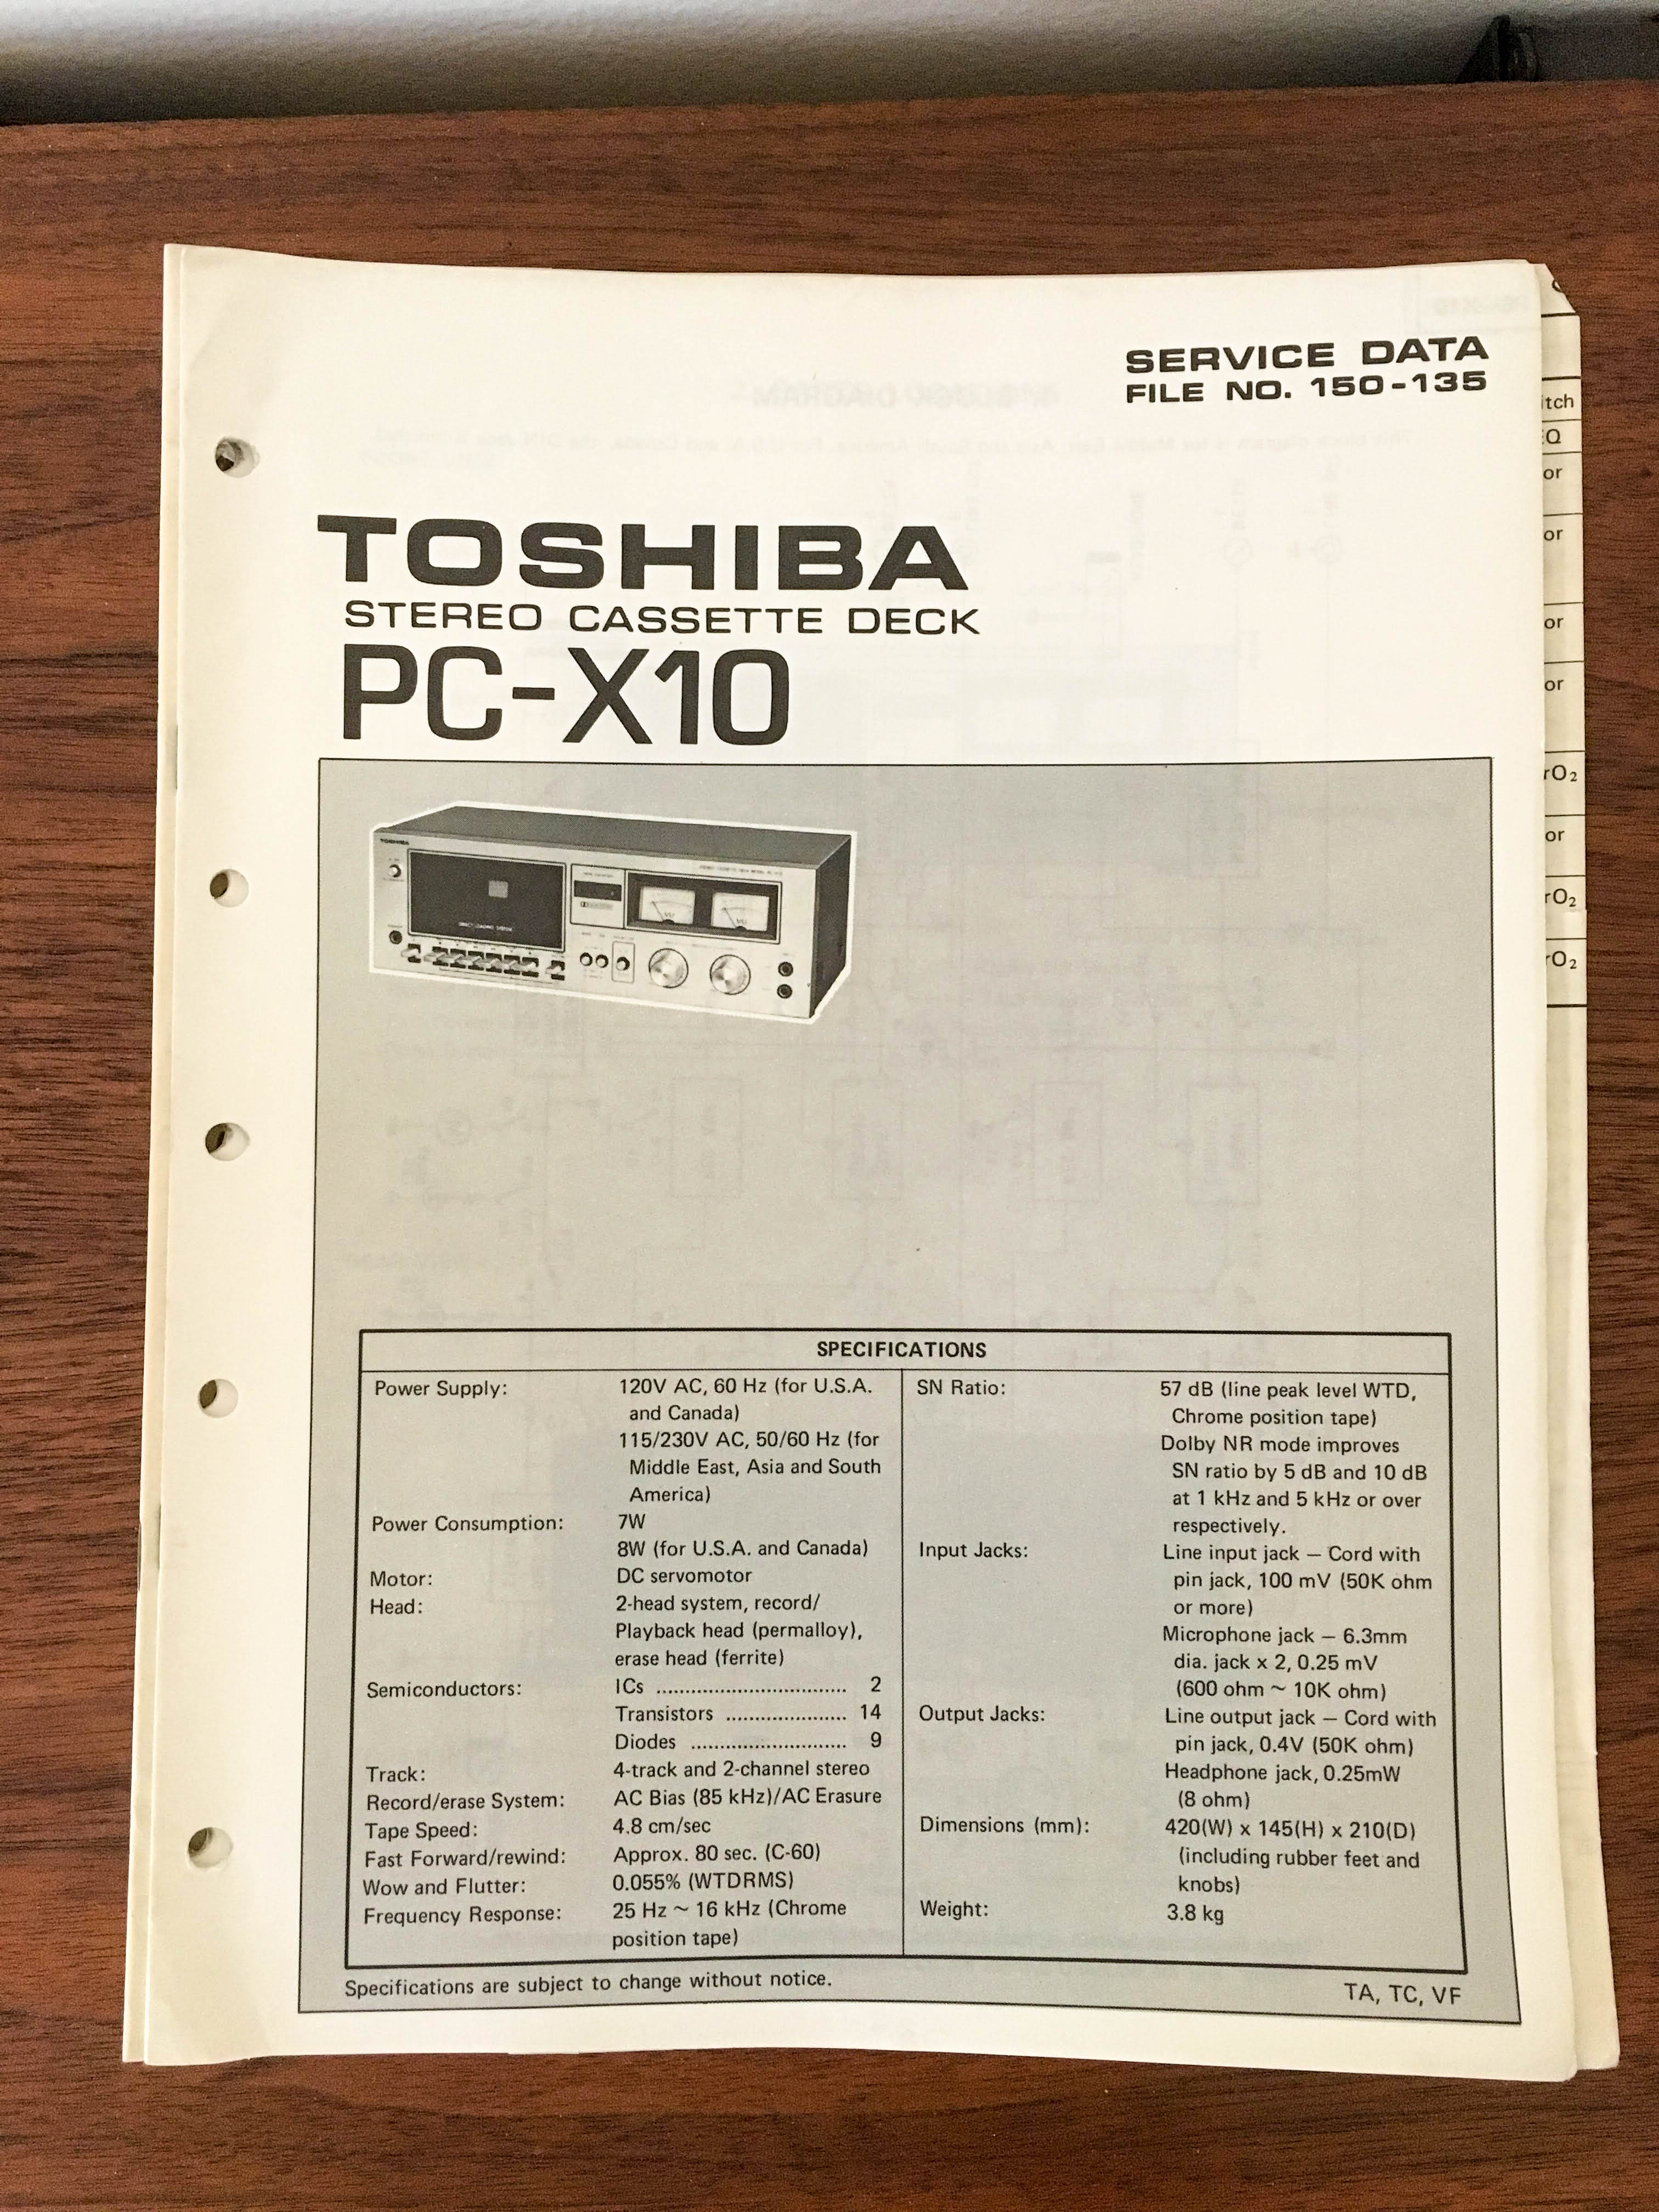 SERVICE DATA
FILE NO. 150-135
TOSHIBA
STEREO CASSETTE DECK
PC-X10
TOSHIBA
SPECIFICATIONS
Power Supply: 120V AC, 60 Hz (for U.S.A.
and Canada)
115/230V AC, 50/60 Hz (for
Middle East, Asia and South
America)
Power Consumption: 7W
8W (for U.S.A. and Canada)
Motor: DC servomotor
Head: 2-head system, record/
Playback head (permalloy),
erase head (ferrite)
Semiconductors: ICs ................................ 2
Transistors ..................... 14
Diodes .......................... 9
Track: 4-track and 2-channel stereo
Record/erase System: AC Bias (85 kHz)/AC Erasure
Tape Speed: 4.8 cm/sec
Fast Forward/rewind: Approx. 80 sec. (C-60)
Wow and Flutter: 0.055% (WTDRMS)
Frequency Response: 25 Hz ~ 16 kHz (Chrome
position tape)
SN Ratio: 57 dB (line peak level WTD,
Chrome position tape)
Dolby NR mode improves
SN ratio by 5 dB and 10 dB
at 1 kHz and 5 kHz or over
respectively.
Input Jacks: Line input jack – Cord with
pin jack, 100 mV (50K ohm
or more)
Microphone jack – 6.3mm
dia. jack x 2, 0.25 mV
(600 ohm ~ 10K ohm)
Output Jacks: Line output jack – Cord with
pin jack, 0.4V (50K ohm)
Headphone jack, 0.25mW
(8 ohm)
Dimensions (mm): 420(W) x 145(H) x 210(D)
(including rubber feet and
knobs)
Weight: 3.8 kg
Specifications are subject to change without notice.
TA, TC, VF
itch
EQ
or
or
or
or
rO2
or
rO2
rO2